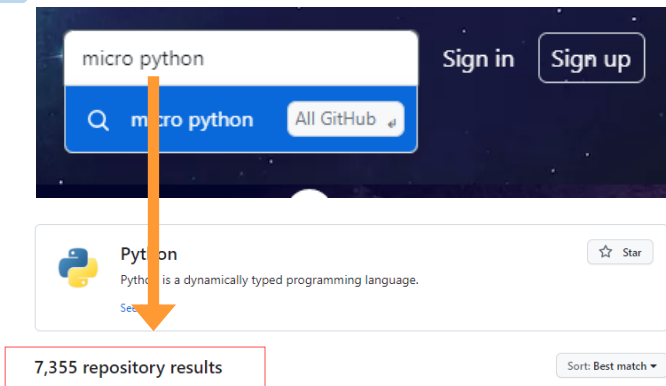 micro python
Sign in
Sign up
micro python
All GitHub
Python
Star
Python is a dynamically typed programming language.
7,355 repository results
Sort: Best match